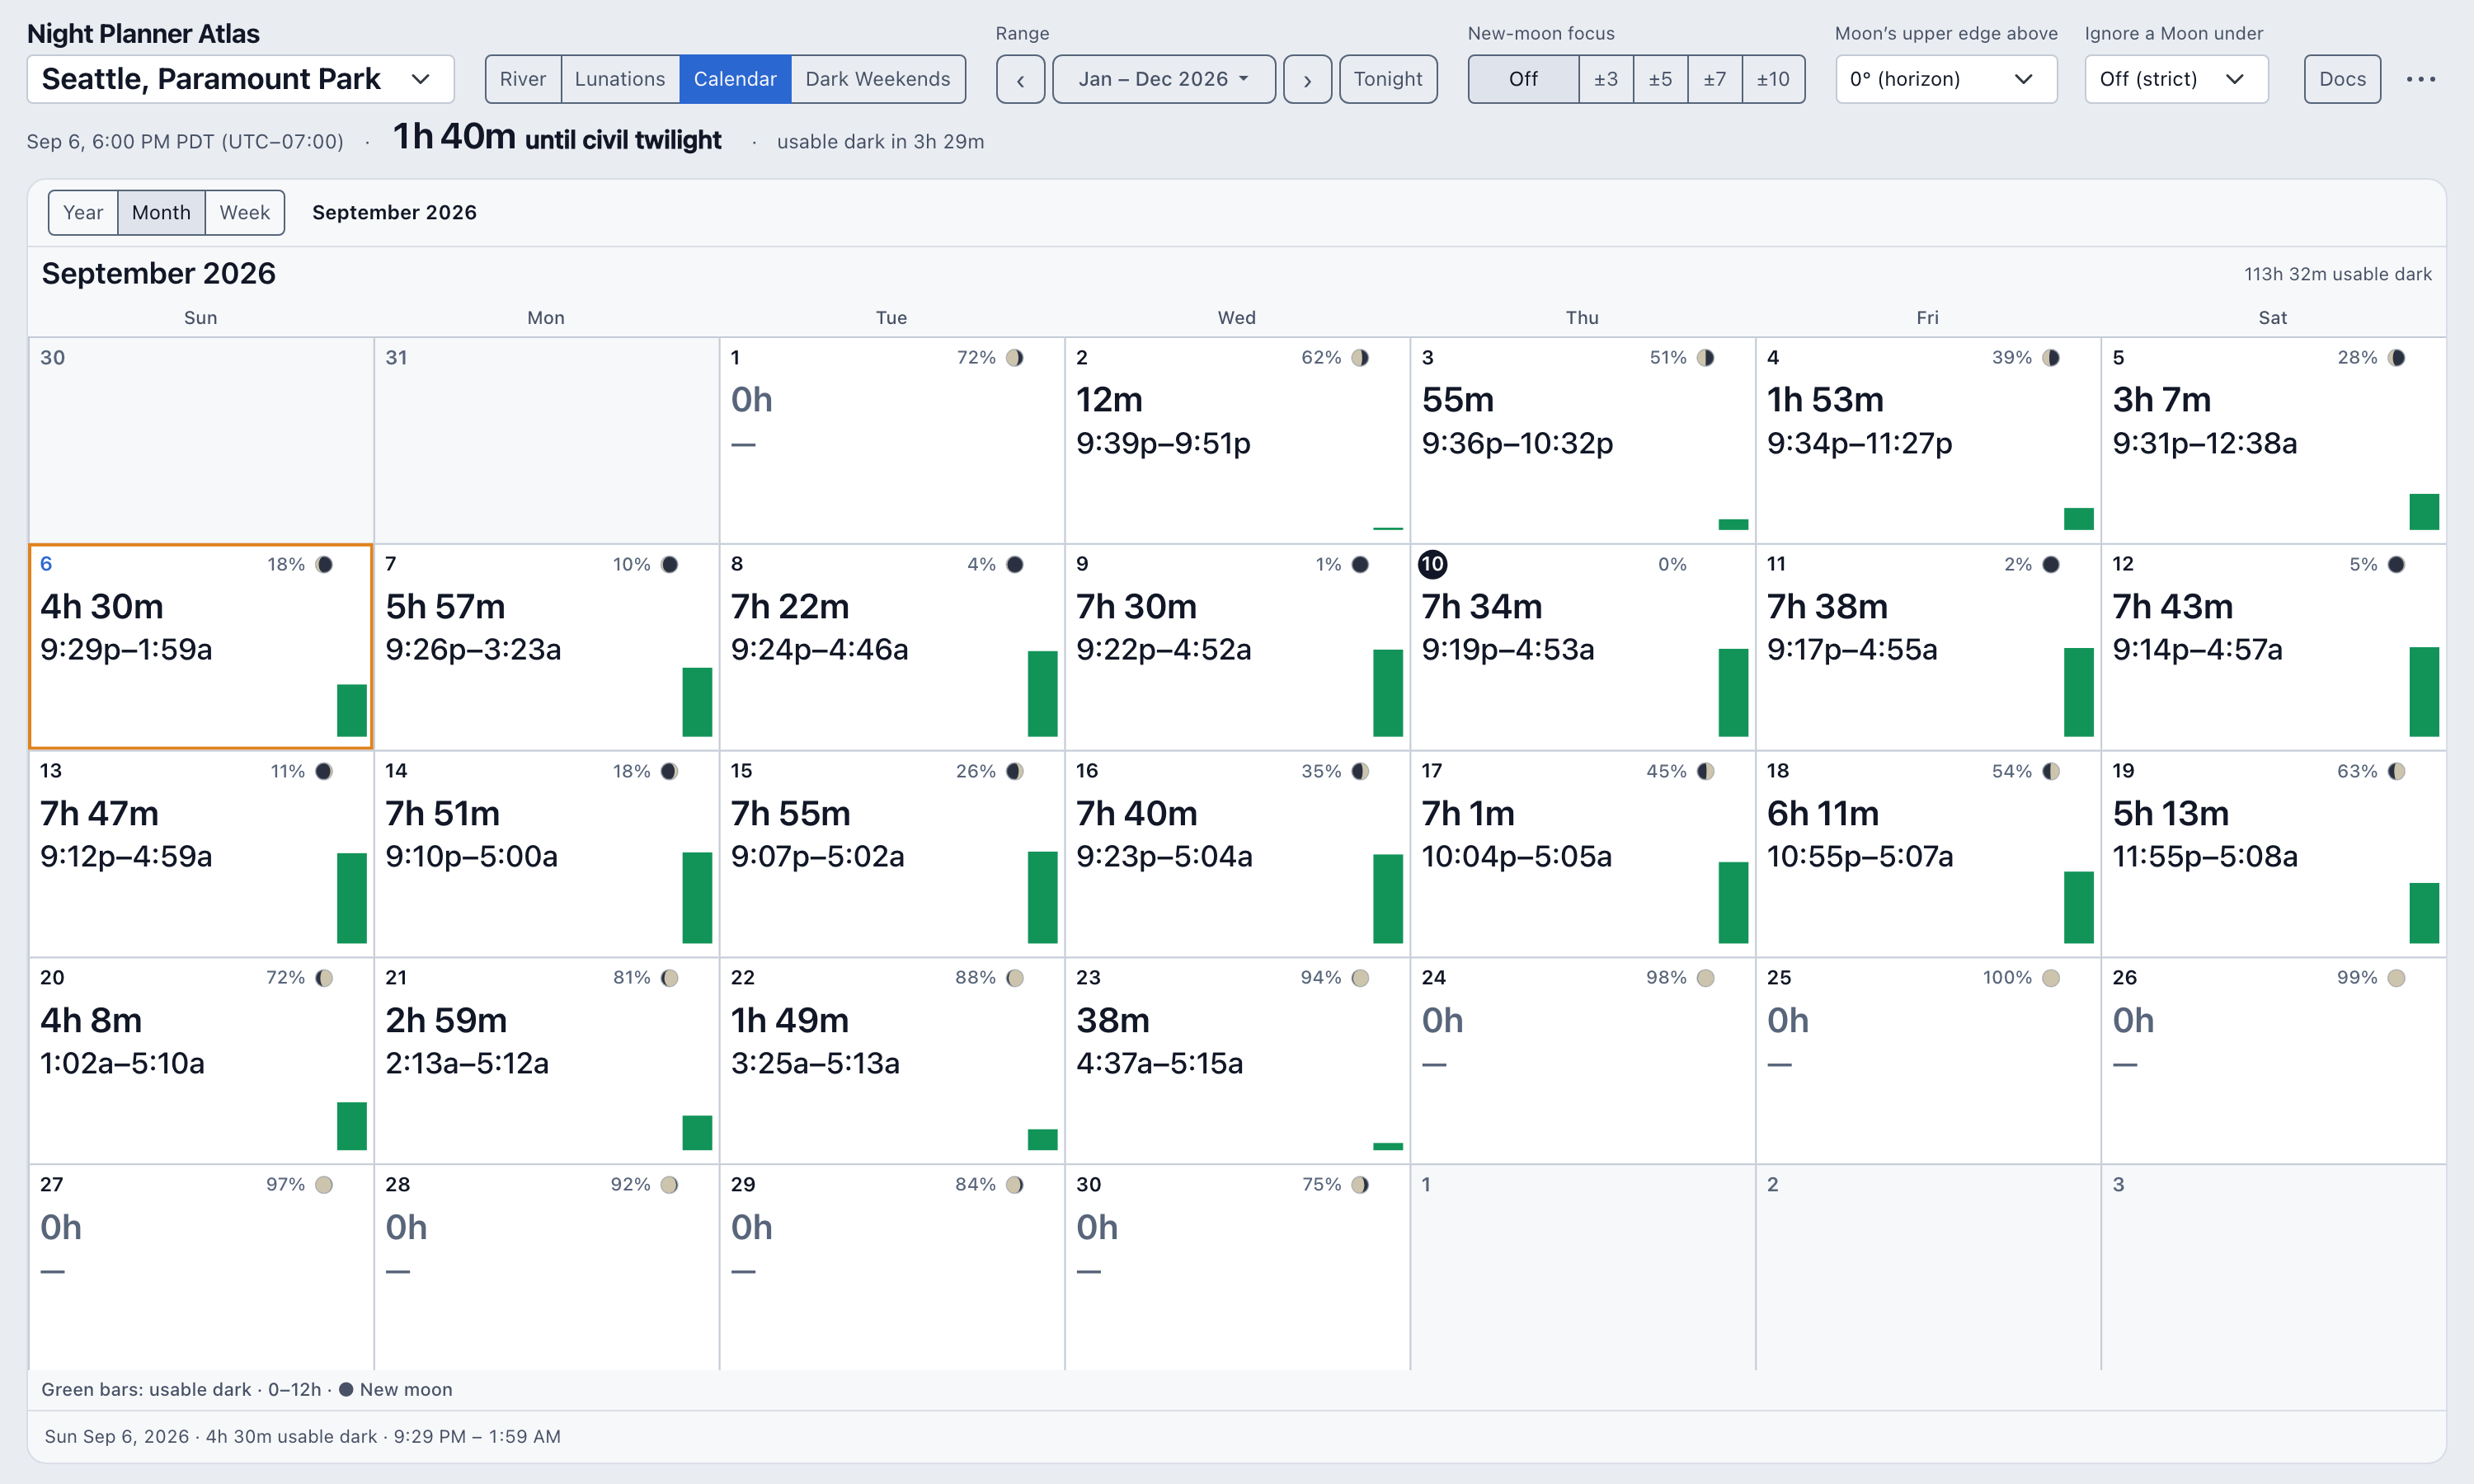 Night Planner Atlas
Range
New-moon focus
Moon's upper edge above
Ignore a Moon under
Seattle, Paramount Park
River Lunations Calendar Dark Weekends
‹ Jan – Dec 2026 › Tonight
Off ±3 ±5 ±7 ±10
0° (horizon)
Off (strict)
Docs
Sep 6, 6:00 PM PDT (UTC−07:00) · 1h 40m until civil twilight · usable dark in 3h 29m
Year Month Week September 2026
September 2026
113h 32m usable dark
Sun Mon Tue Wed Thu Fri Sat
30
31
1 72%
0h
—
2 62%
12m
9:39p–9:51p
3 51%
55m
9:36p–10:32p
4 39%
1h 53m
9:34p–11:27p
5 28%
3h 7m
9:31p–12:38a
6 18%
4h 30m
9:29p–1:59a
7 10%
5h 57m
9:26p–3:23a
8 4%
7h 22m
9:24p–4:46a
9 1%
7h 30m
9:22p–4:52a
10 0%
7h 34m
9:19p–4:53a
11 2%
7h 38m
9:17p–4:55a
12 5%
7h 43m
9:14p–4:57a
13 11%
7h 47m
9:12p–4:59a
14 18%
7h 51m
9:10p–5:00a
15 26%
7h 55m
9:07p–5:02a
16 35%
7h 40m
9:23p–5:04a
17 45%
7h 1m
10:04p–5:05a
18 54%
6h 11m
10:55p–5:07a
19 63%
5h 13m
11:55p–5:08a
20 72%
4h 8m
1:02a–5:10a
21 81%
2h 59m
2:13a–5:12a
22 88%
1h 49m
3:25a–5:13a
23 94%
38m
4:37a–5:15a
24 98%
0h
—
25 100%
0h
—
26 99%
0h
—
27 97%
0h
—
28 92%
0h
—
29 84%
0h
—
30 75%
0h
—
1
2
3
Green bars: usable dark · 0–12h · ● New moon
Sun Sep 6, 2026 · 4h 30m usable dark · 9:29 PM – 1:59 AM